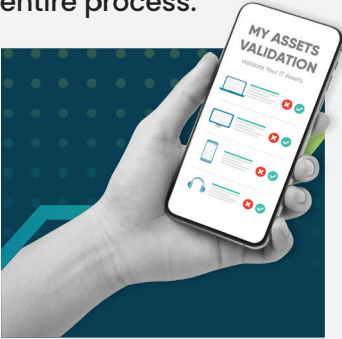 entire process.
MY ASSETS
VALIDATION
Validate Your IT Assets